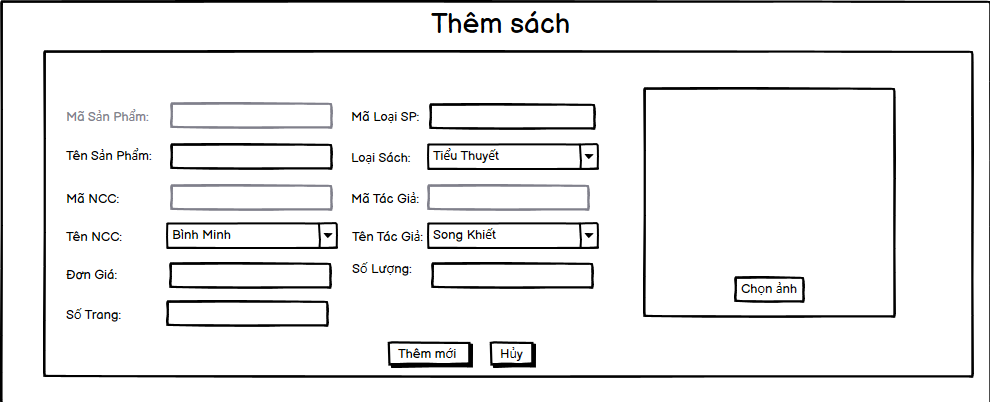 Thêm sách
Mã Sản Phẩm: Mã Loại SP:
Tên Sản Phẩm: Loại Sách: Tiểu Thuyết
Mã NCC: Mã Tác Giả:
Tên NCC: Bình Minh Tên Tác Giả: Song Khiết
Đơn Giá: Số Lượng:
Chọn ảnh
Số Trang:
Thêm mới Hủy